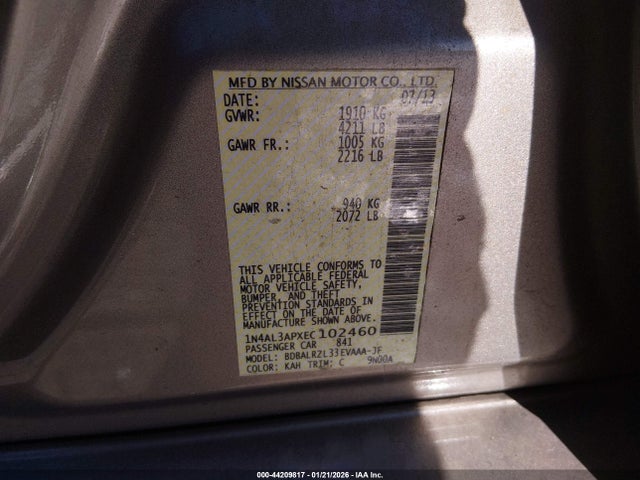 MFD BY NISSAN MOTOR CO., LTD.
DATE: 07/13
GVWR: 1910 KG
4211 LB
GAWR FR.: 1005 KG
2216 LB
GAWR RR.: 940 KG
2072 LB
THIS VEHICLE CONFORMS TO
ALL APPLICABLE FEDERAL
MOTOR VEHICLE SAFETY,
BUMPER, AND THEFT
PREVENTION STANDARDS IN
EFFECT ON THE DATE OF
MANUFACTURE SHOWN ABOVE.
1N4AL3APXEC102460
PASSENGER CAR 841
MODEL: BDBALRZL33EVAAA-JF
COLOR: KAH TRIM: C 9N00A
000-44209817 - 01/21/2026 - IAA Inc.